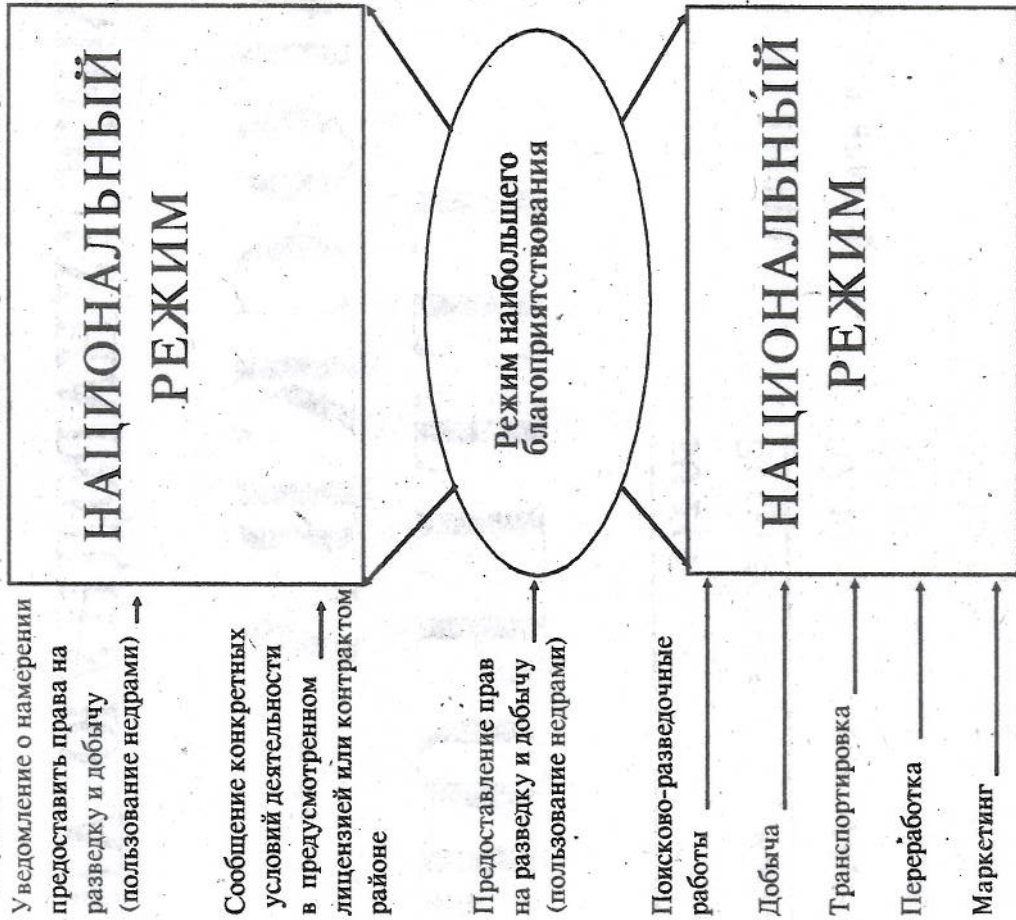 Уведомление о намерении
предоставить права на
разведку и добычу
(пользование недрами)
НАЦИОНАЛЬНЫЙ
РЕЖИМ
Сообщение конкретных
условий деятельности
в предусмотренном
лицензией или контрактом
районе
Предоставление прав
на разведку и добычу
(пользование недрами)
Режим наибольшего
благоприятствования
Поисково-разведочные
работы
Добыча
Транспортировка
Переработка
Маркетинг
НАЦИОНАЛЬНЫЙ
РЕЖИМ